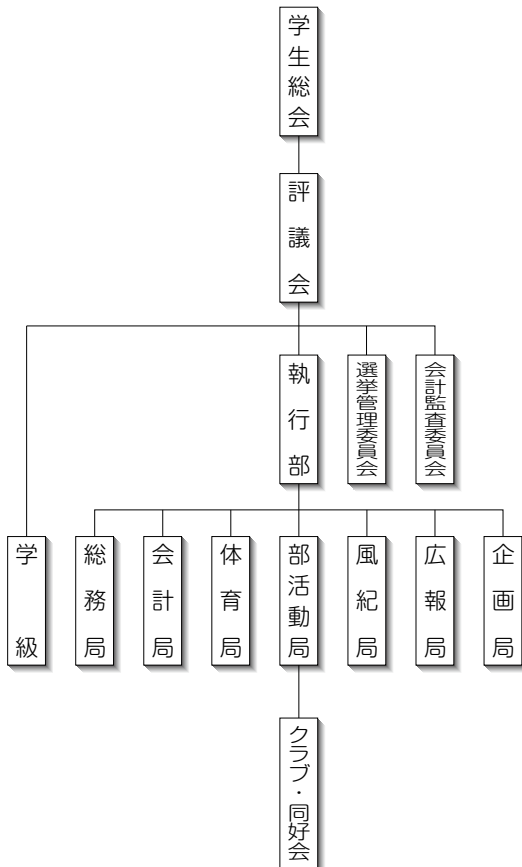 学生総会
評議会
執行部
選挙管理委員会
会計監査委員会
学級
総務局
会計局
体育局
部活動局
風紀局
広報局
企画局
クラブ・同好会